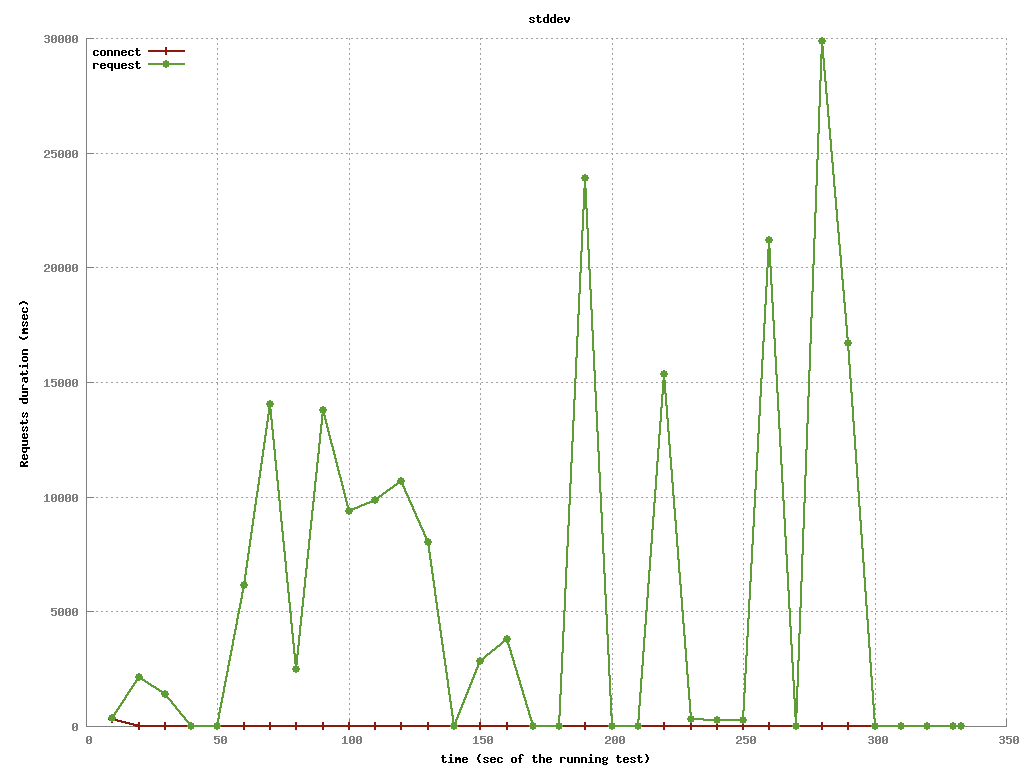 stddev
connect
request
30000
25000
20000
15000
10000
5000
0
Requests duration (msec)
0 50 100 150 200 250 300 350
time (sec of the running test)